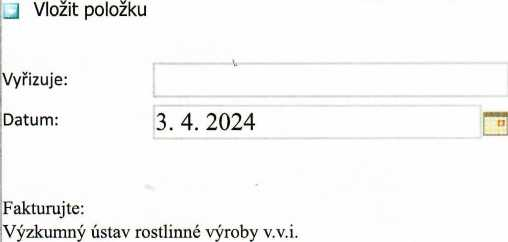 Vložit položku
Vyřizuje:
Datum: 3. 4. 2024
Fakturujte:
Výzkumný ústav rostlinné výroby v.v.i.